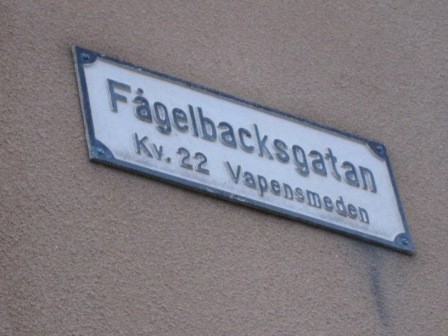 Fågelbacksgatan
Kv. 22 Vapensmeden